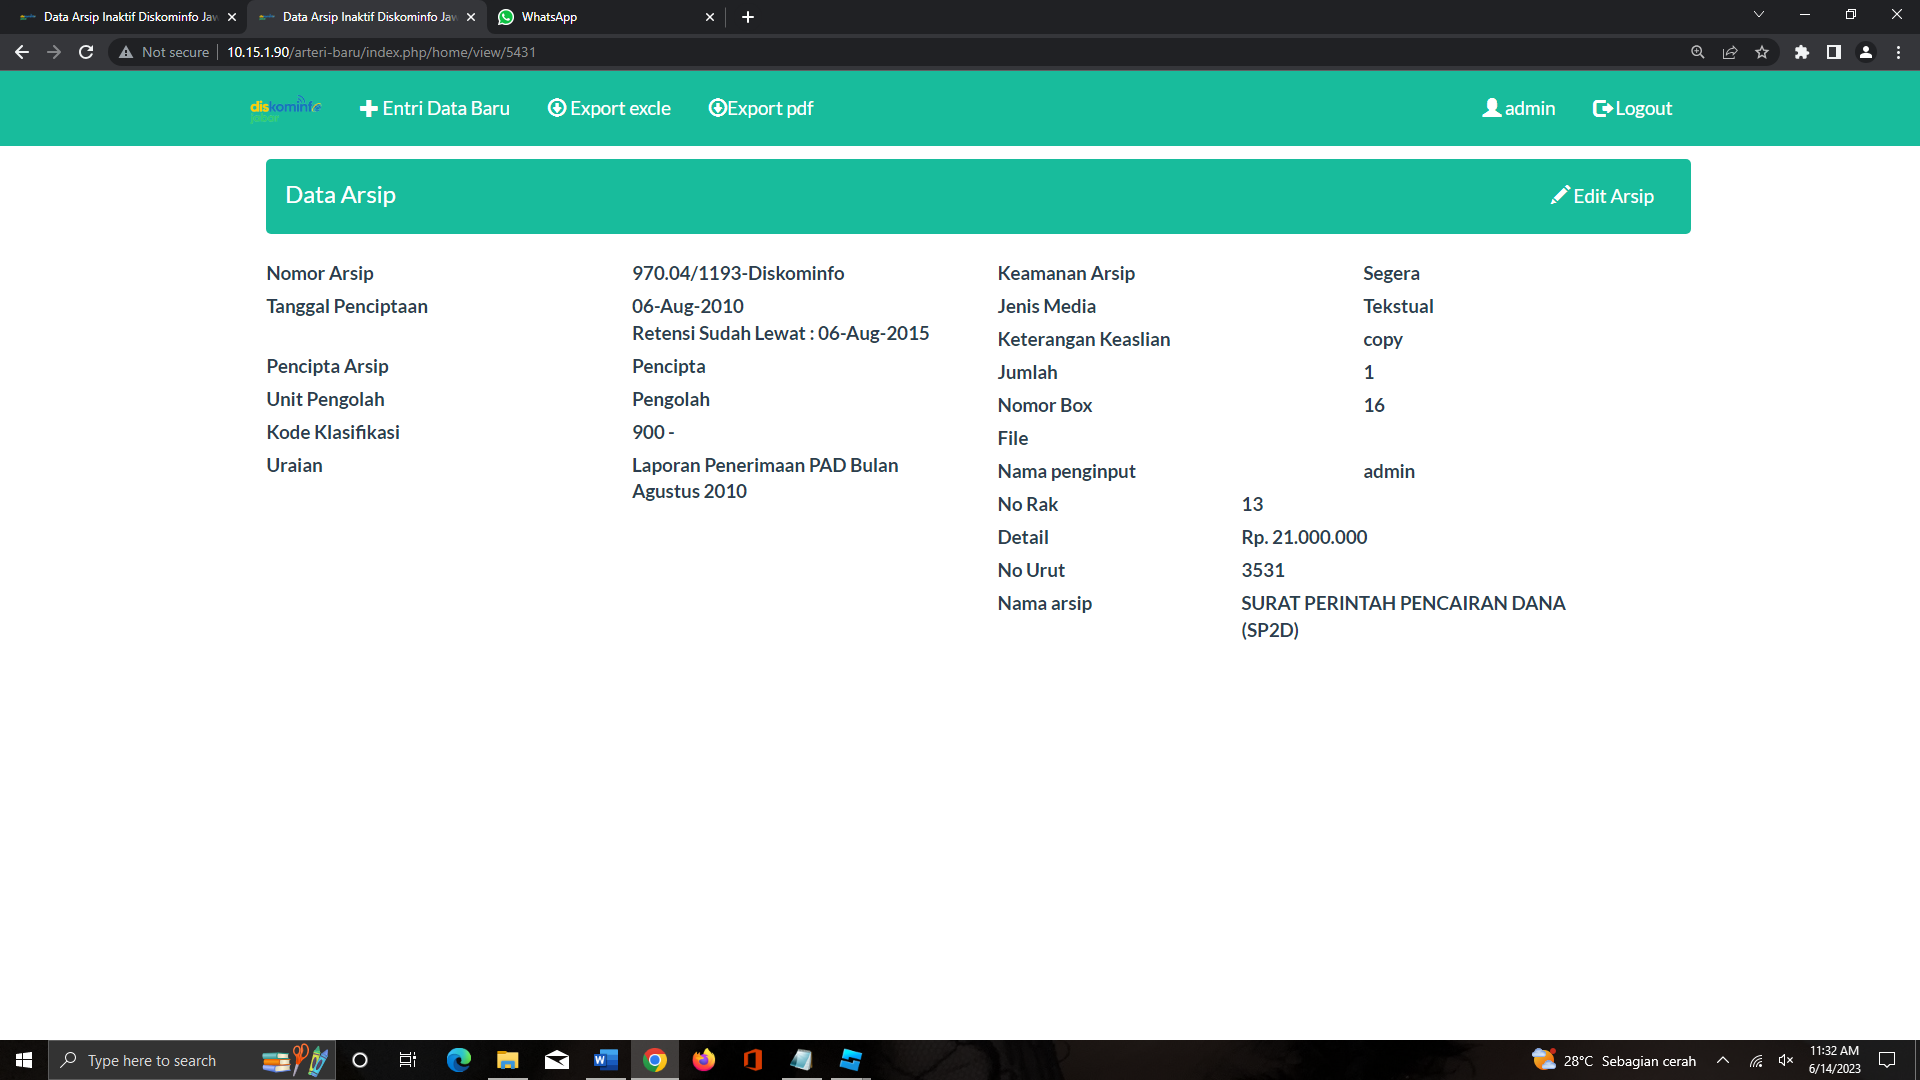 Data Arsip Inaktif Diskominfo Jaw
Data Arsip Inaktif Diskominfo Jaw
WhatsApp
Not secure
10.15.1.90/arteri-baru/index.php/home/view/5431
diskominfo
jabar
Entri Data Baru
Export excle
Export pdf
admin
Logout
Data Arsip
Edit Arsip
Nomor Arsip
970.04/1193-Diskominfo
Tanggal Penciptaan
06-Aug-2010
Retensi Sudah Lewat : 06-Aug-2015
Pencipta Arsip
Pencipta
Unit Pengolah
Pengolah
Kode Klasifikasi
900 -
Uraian
Laporan Penerimaan PAD Bulan
Agustus 2010
Keamanan Arsip
Segera
Jenis Media
Tekstual
Keterangan Keaslian
copy
Jumlah
1
Nomor Box
16
File
Nama penginput
admin
No Rak
13
Detail
Rp. 21.000.000
No Urut
3531
Nama arsip
SURAT PERINTAH PENCAIRAN DANA
(SP2D)
Type here to search
28°C Sebagian cerah
11:32 AM
6/14/2023